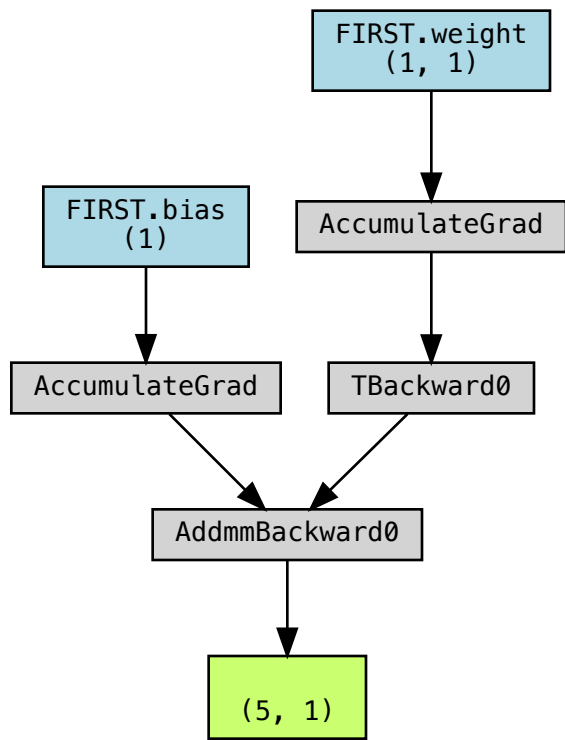 FIRST.weight
(1, 1)
FIRST.bias
(1)
AccumulateGrad
AccumulateGrad
TBackward0
AddmmBackward0
(5, 1)